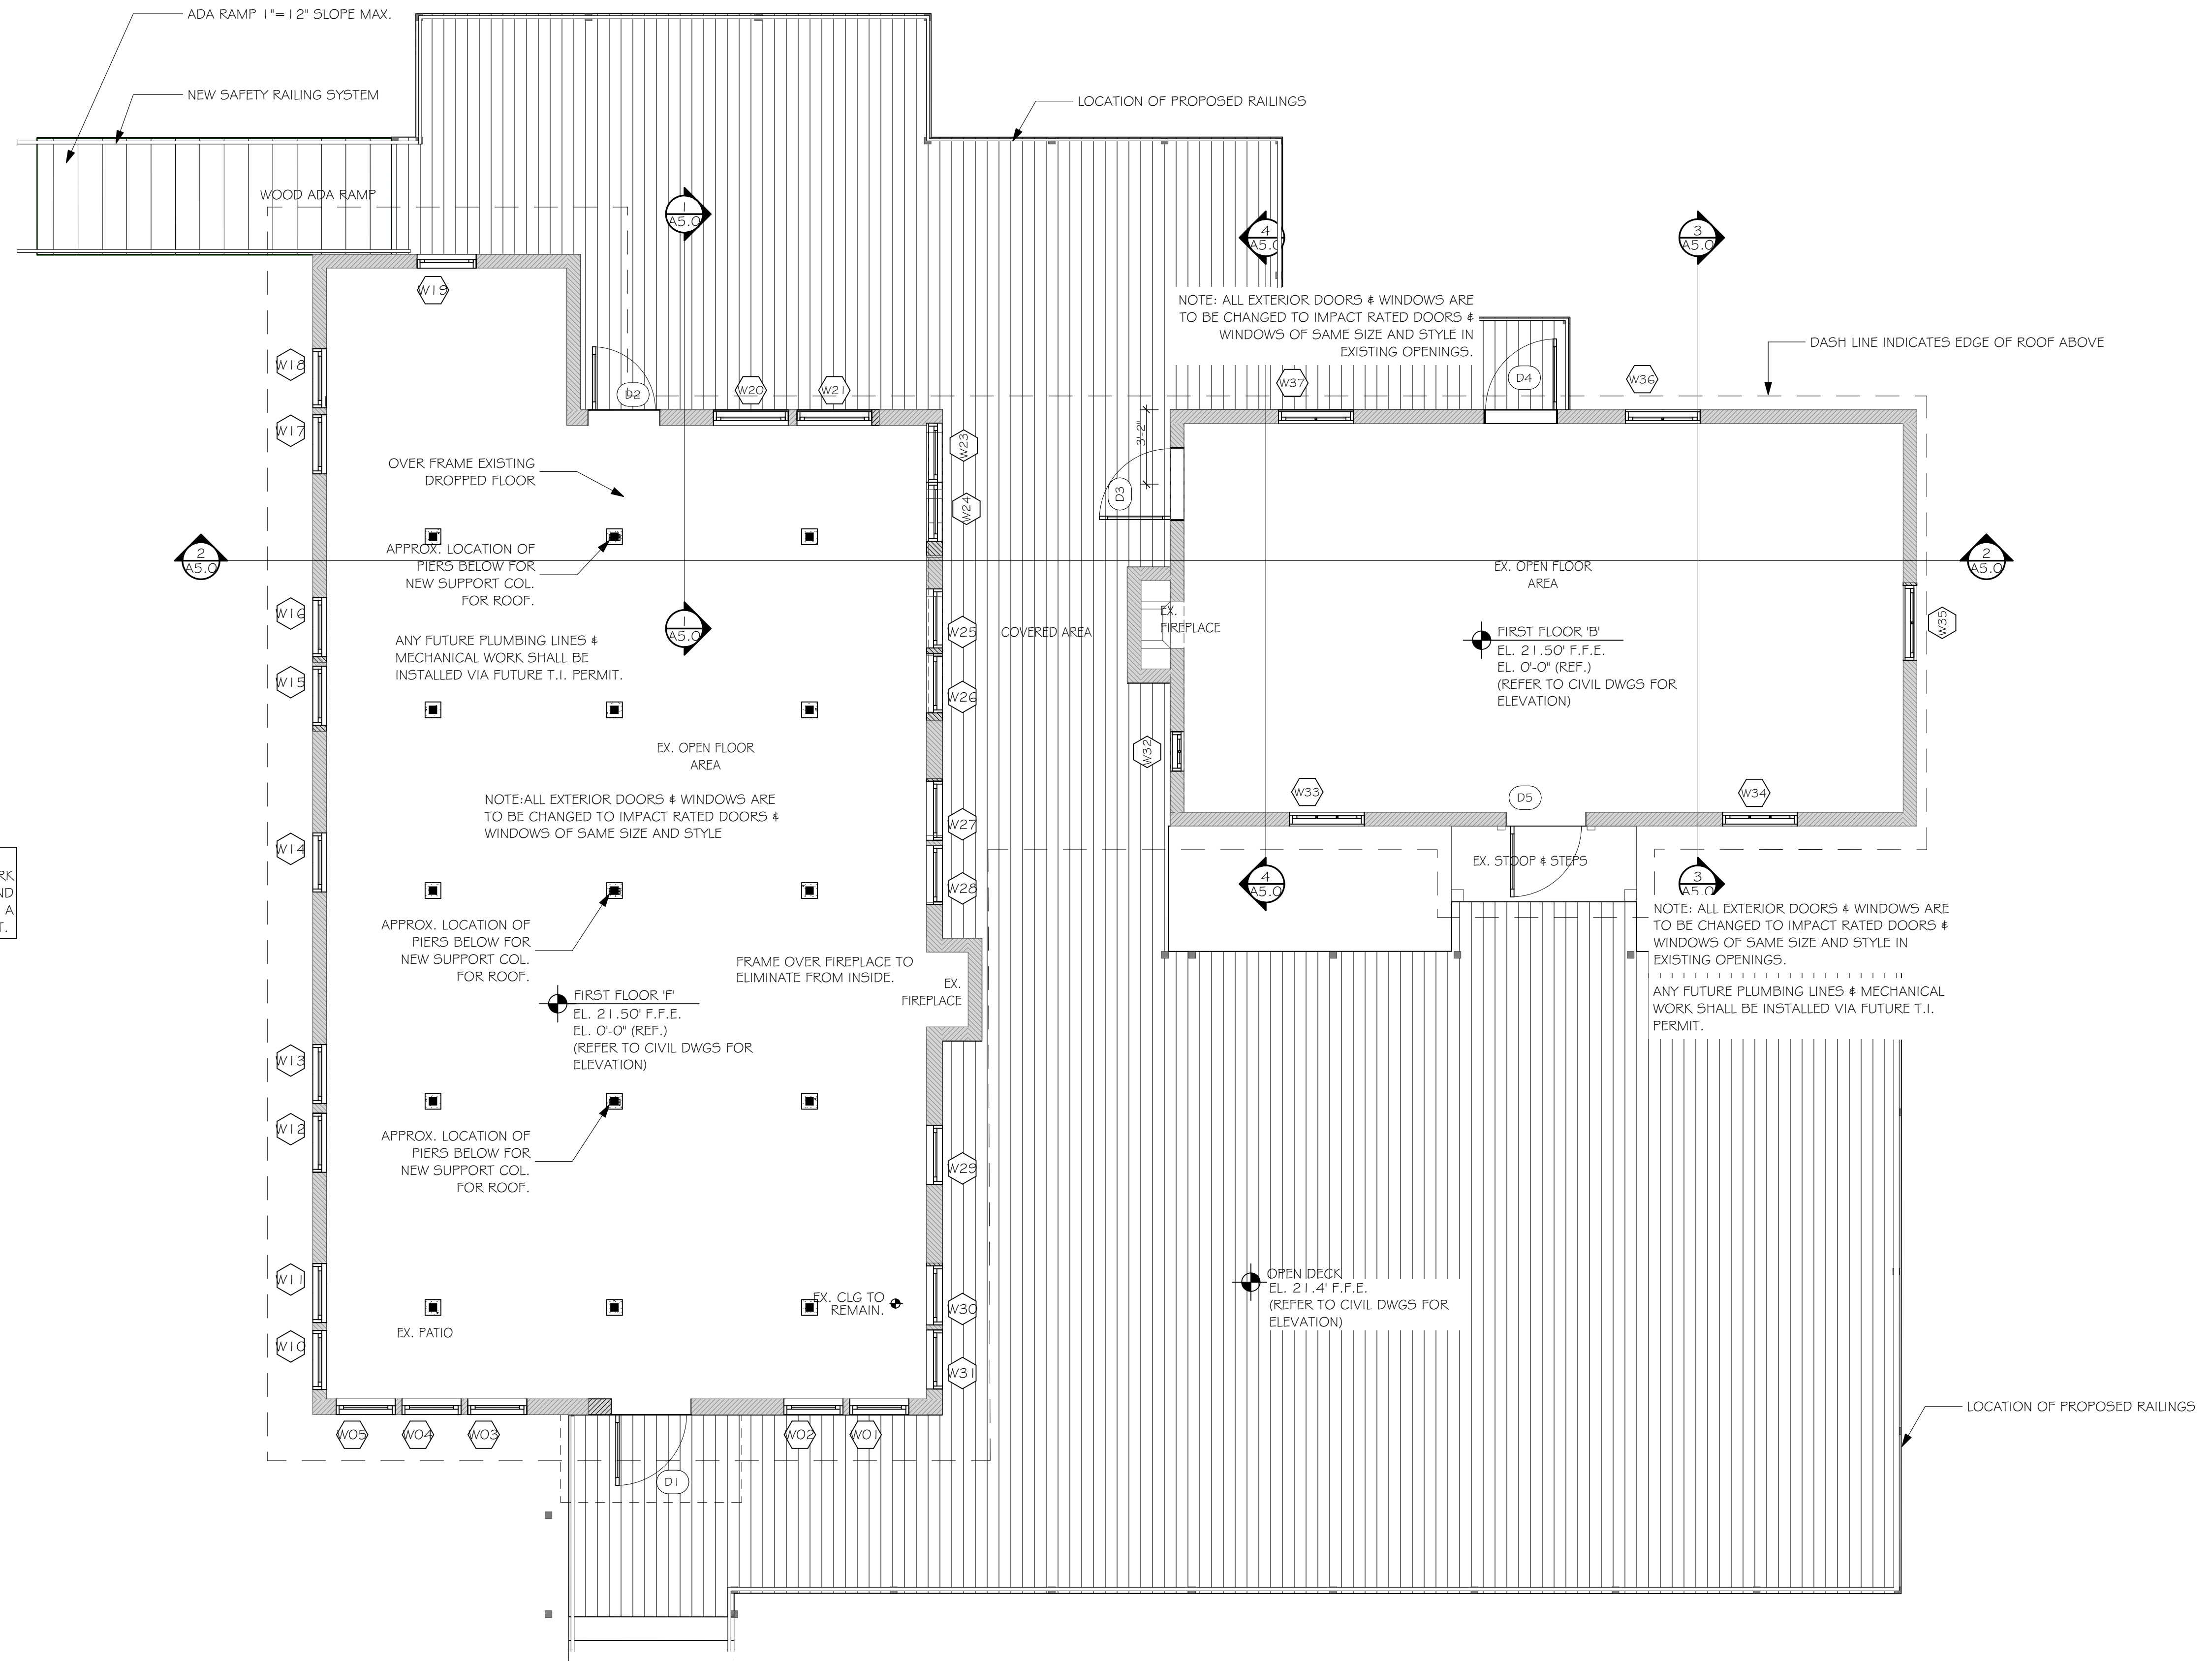 ADA RAMP 1"=12" SLOPE MAX.
NEW SAFETY RAILING SYSTEM
LOCATION OF PROPOSED RAILINGS
WOOD ADA RAMP
1
A5.0
4
A5.0
3
A5.0
W19
NOTE: ALL EXTERIOR DOORS & WINDOWS ARE
TO BE CHANGED TO IMPACT RATED DOORS &
WINDOWS OF SAME SIZE AND STYLE IN
EXISTING OPENINGS.
DASH LINE INDICATES EDGE OF ROOF ABOVE
W18
D2
W20
W21
W37
D4
W36
W17
W23
3'-2"
OVER FRAME EXISTING
DROPPED FLOOR
W24
D3
2
A5.0
APPROX. LOCATION OF
PIERS BELOW FOR
NEW SUPPORT COL.
FOR ROOF.
EX. OPEN FLOOR
AREA
2
A5.0
W16
1
A5.0
W25
COVERED AREA
EX.
FIREPLACE
W35
ANY FUTURE PLUMBING LINES &
MECHANICAL WORK SHALL BE
INSTALLED VIA FUTURE T.I. PERMIT.
FIRST FLOOR 'B'
EL. 21.50' F.F.E.
EL. 0'-0" (REF.)
(REFER TO CIVIL DWGS FOR
ELEVATION)
W15
W26
EX. OPEN FLOOR
AREA
W32
NOTE:ALL EXTERIOR DOORS & WINDOWS ARE
TO BE CHANGED TO IMPACT RATED DOORS &
WINDOWS OF SAME SIZE AND STYLE
W33
D5
W34
W14
W27
RK
ND
A
T.
W28
EX. STOOP & STEPS
4
A5.0
3
A5.0
APPROX. LOCATION OF
PIERS BELOW FOR
NEW SUPPORT COL.
FOR ROOF.
NOTE: ALL EXTERIOR DOORS & WINDOWS ARE
TO BE CHANGED TO IMPACT RATED DOORS &
WINDOWS OF SAME SIZE AND STYLE IN
EXISTING OPENINGS.
FRAME OVER FIREPLACE TO
ELIMINATE FROM INSIDE.
EX.
FIREPLACE
ANY FUTURE PLUMBING LINES & MECHANICAL
WORK SHALL BE INSTALLED VIA FUTURE T.I.
PERMIT.
FIRST FLOOR 'F'
EL. 21.50' F.F.E.
EL. 0'-0" (REF.)
(REFER TO CIVIL DWGS FOR
ELEVATION)
W13
W12
APPROX. LOCATION OF
PIERS BELOW FOR
NEW SUPPORT COL.
FOR ROOF.
W29
W11
OPEN DECK
EL. 21.4' F.F.E.
(REFER TO CIVIL DWGS FOR
ELEVATION)
EX. CLG TO
REMAIN.
W30
EX. PATIO
W10
W31
W05
W04
W03
W02
W01
LOCATION OF PROPOSED RAILINGS
D1